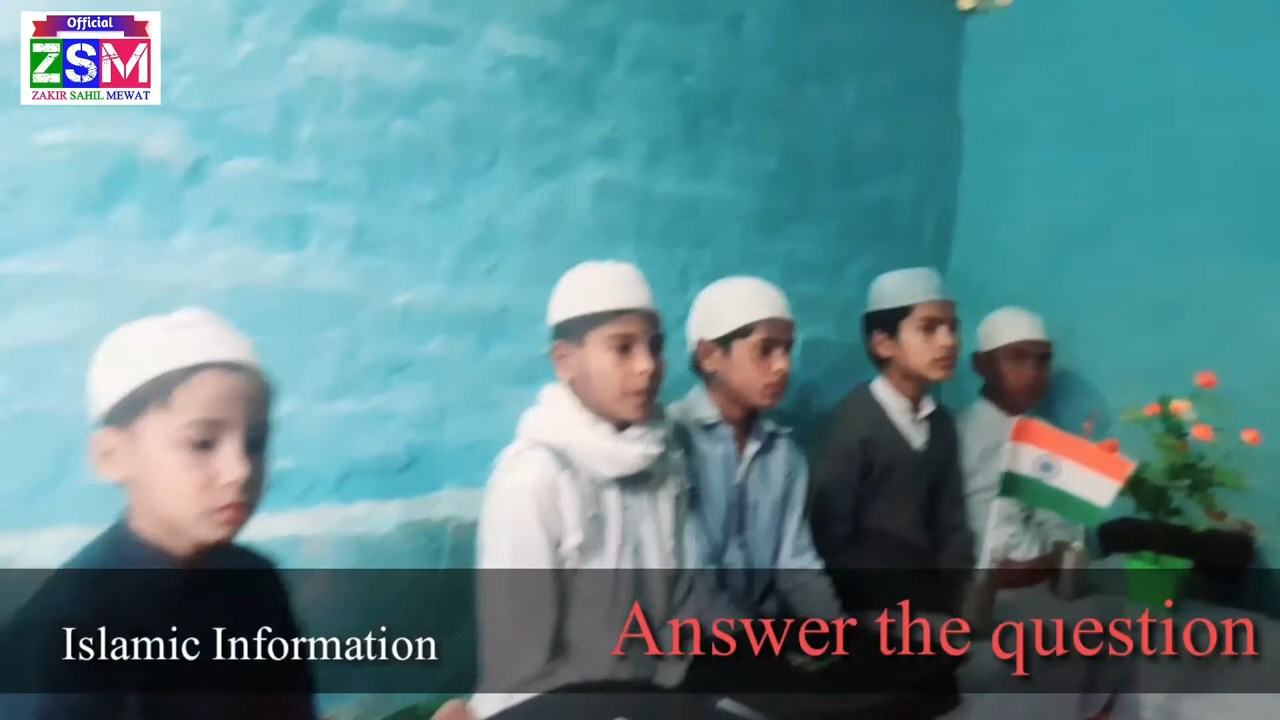 Official
ZSM
ZAKIR SAHIL MEWAT
Islamic Information
Answer the question